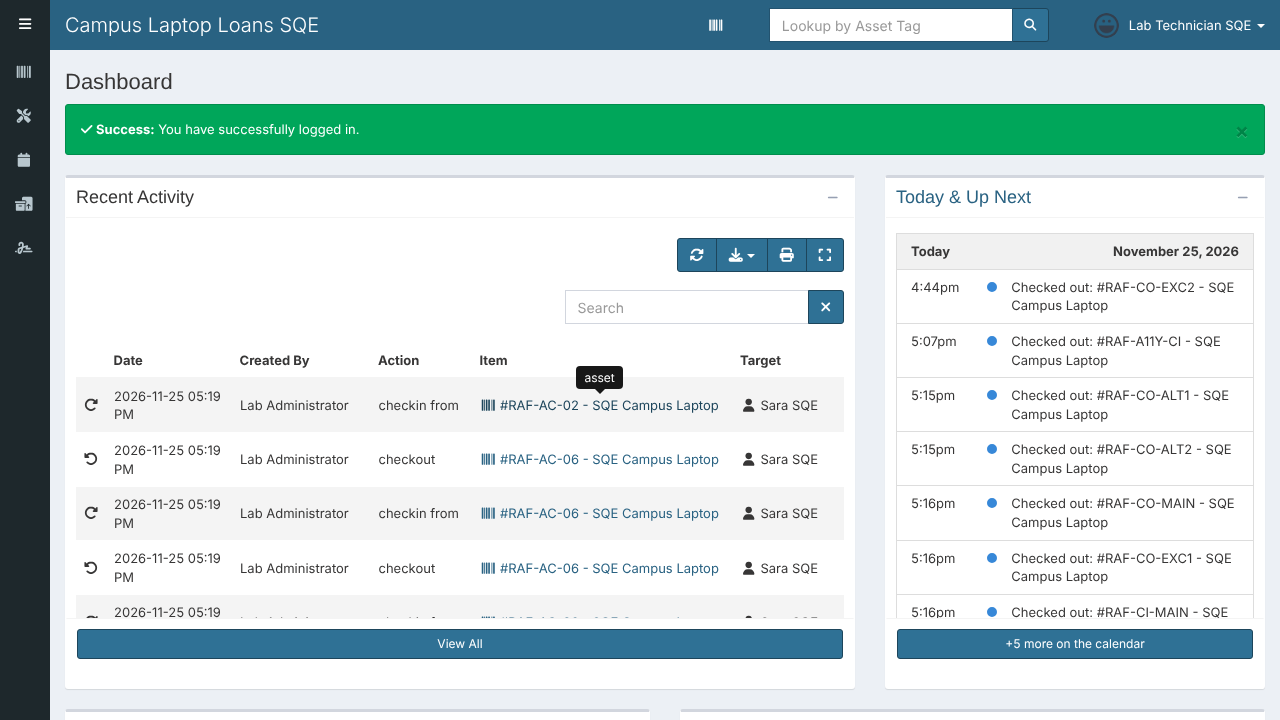 Campus Laptop Loans SQE
Lookup by Asset Tag
Lab Technician SQE
Dashboard
Success: You have successfully logged in.
×
Recent Activity
Search
Date Created By Action Item Target
asset
2026-11-25 05:19 PM Lab Administrator checkin from #RAF-AC-02 - SQE Campus Laptop Sara SQE
2026-11-25 05:19 PM Lab Administrator checkout #RAF-AC-06 - SQE Campus Laptop Sara SQE
2026-11-25 05:19 PM Lab Administrator checkin from #RAF-AC-06 - SQE Campus Laptop Sara SQE
2026-11-25 05:19 PM Lab Administrator checkout #RAF-AC-06 - SQE Campus Laptop Sara SQE
2026-11-25 05:19
View All
Today & Up Next
Today November 25, 2026
4:44pm Checked out: #RAF-CO-EXC2 - SQE
Campus Laptop
5:07pm Checked out: #RAF-A11Y-CI - SQE
Campus Laptop
5:15pm Checked out: #RAF-CO-ALT1 - SQE
Campus Laptop
5:15pm Checked out: #RAF-CO-ALT2 - SQE
Campus Laptop
5:16pm Checked out: #RAF-CO-MAIN - SQE
Campus Laptop
5:16pm Checked out: #RAF-CO-EXC1 - SQE
Campus Laptop
5:16pm Checked out: #RAF-CI-MAIN - SQE
+5 more on the calendar